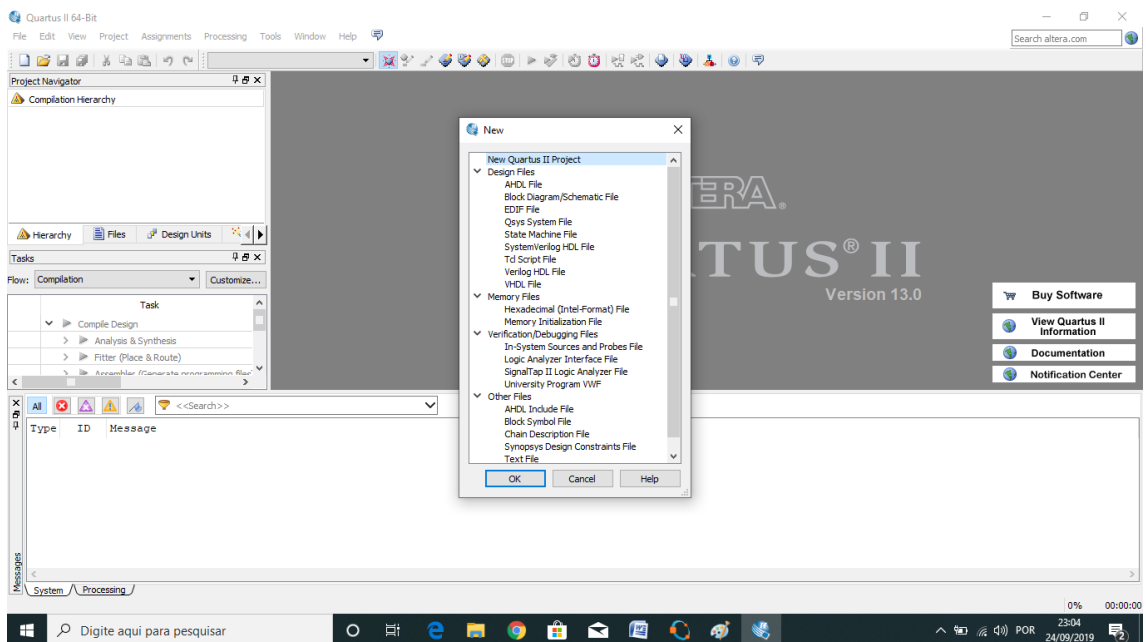 Quartus II 64-Bit
File Edit View Project Assignments Processing Tools Window Help
Search altera.com
Project Navigator
Compilation Hierarchy
Hierarchy Files Design Units
Tasks
Flow: Compilation Customize...
Task
Compile Design
Analysis & Synthesis
Fitter (Place & Route)
Assembler (Generate programming files)
New
New Quartus II Project
Design Files
AHDL File
Block Diagram/Schematic File
EDIF File
Qsys System File
State Machine File
SystemVerilog HDL File
Tcl Script File
Verilog HDL File
VHDL File
Memory Files
Hexadecimal (Intel-Format) File
Memory Initialization File
Verification/Debugging Files
In-System Sources and Probes File
Logic Analyzer Interface File
SignalTap II Logic Analyzer File
University Program VWF
Other Files
AHDL Include File
Block Symbol File
Chain Description File
Synopsys Design Constraints File
Text File
OK Cancel Help
ERA®
TUS® II
Version 13.0
Buy Software
View Quartus II
Information
Documentation
Notification Center
All <<Search>>
Type ID Message
Messages
System Processing
0% 00:00:00
Digite aqui para pesquisar
POR
23:04
24/09/2019